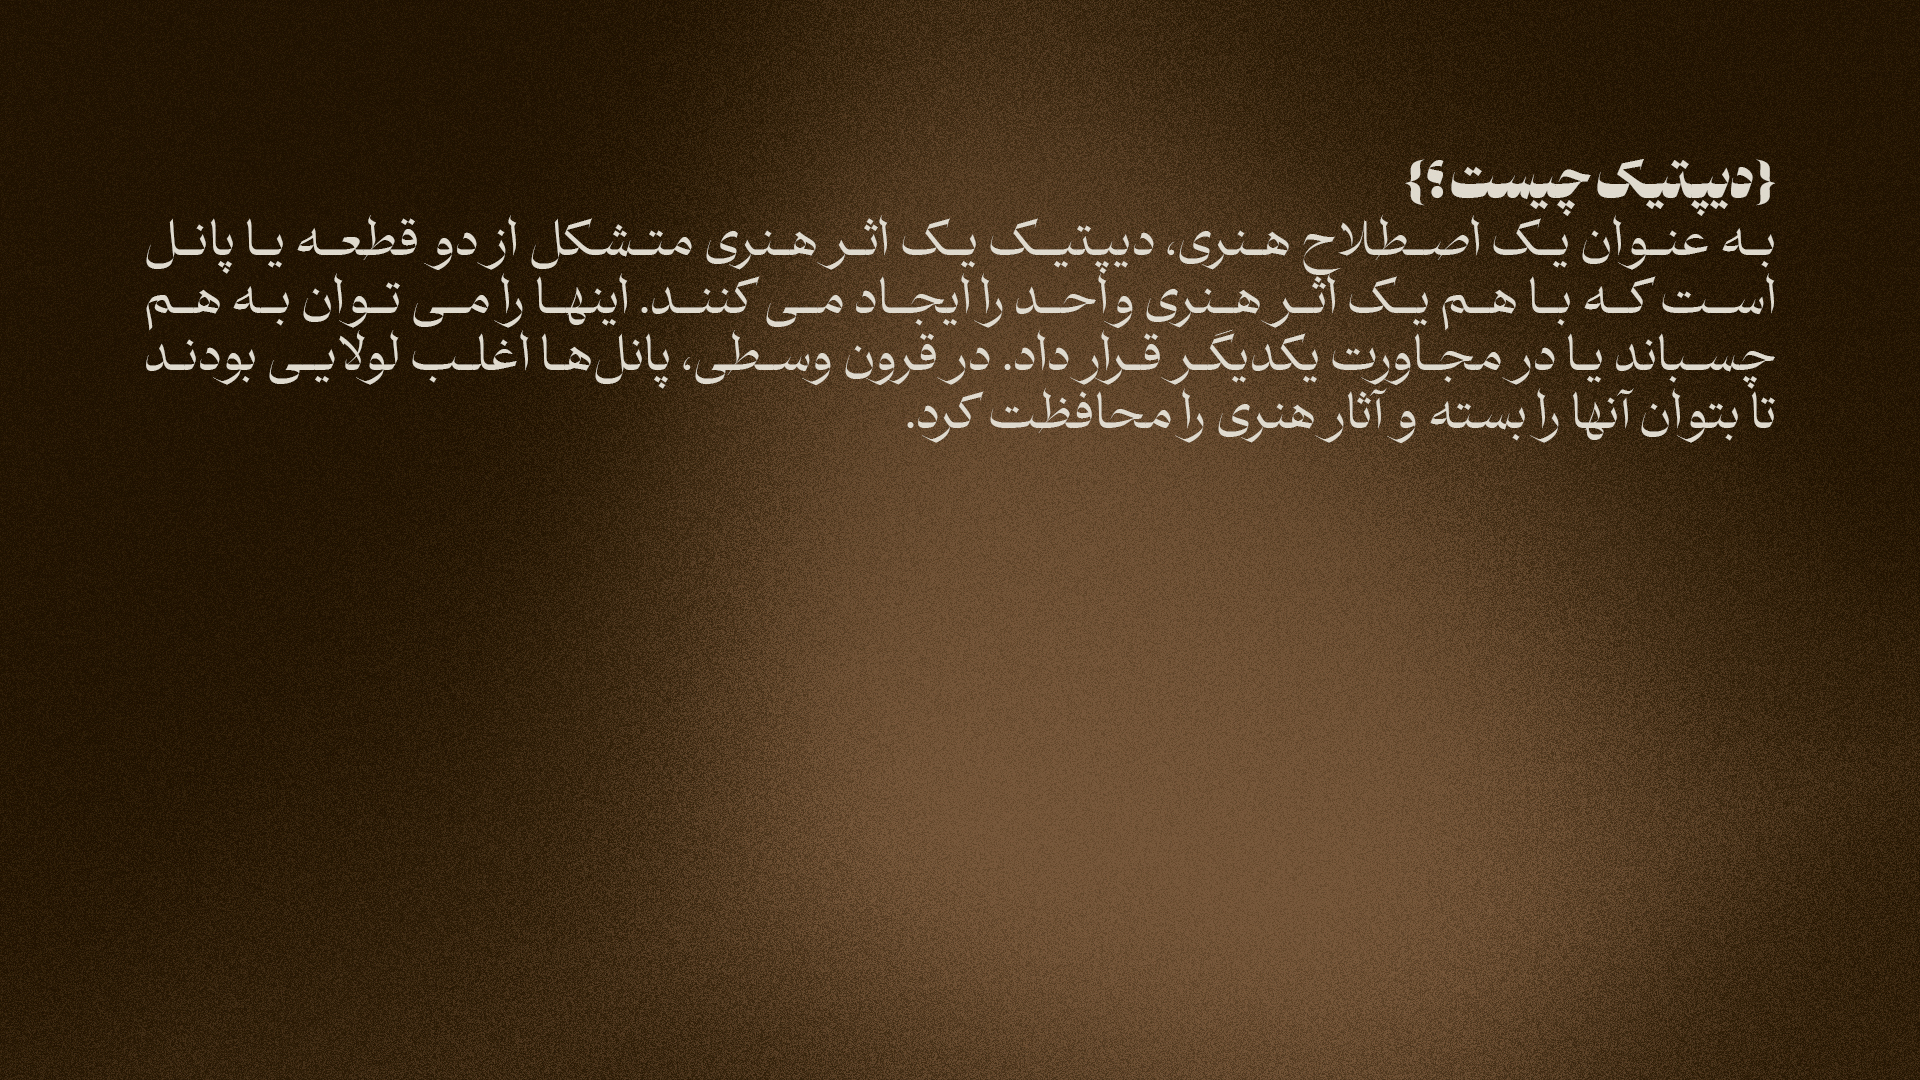 {دیپتیک چیست؟}
به عنوان یک اصطلاح هنری، دیپتیک یک اثر هنری متشکل از دو قطعه یا پانل
است که با هم یک اثر هنری واحد را ایجاد می کنند. اینها را می توان به هم
چسباند یا در مجاورت یکدیگر قرار داد. در قرون وسطی، پانل‌ها اغلب لولایی بودند
تا بتوان آنها را بسته و آثار هنری را محافظت کرد.